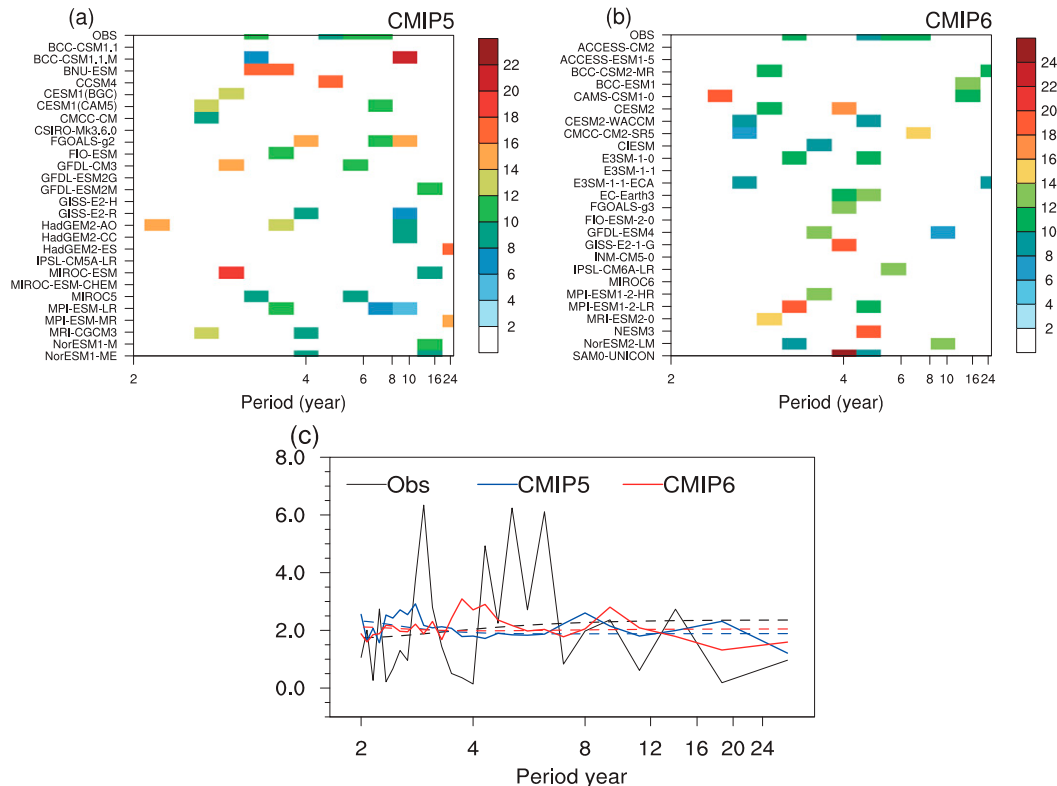 (a)
CMIP5
OBS
BCC-CSM1.1
BCC-CSM1.1.M
BNU-ESM
CCSM4
CESM1(BGC)
CESM1(CAM5)
CMCC-CM
CSIRO-Mk3.6.0
FGOALS-g2
FIO-ESM
GFDL-CM3
GFDL-ESM2G
GFDL-ESM2M
GISS-E2-H
GISS-E2-R
HadGEM2-AO
HadGEM2-CC
HadGEM2-ES
IPSL-CM5A-LR
MIROC-ESM
MIROC-ESM-CHEM
MIROC5
MPI-ESM-LR
MPI-ESM-MR
MRI-CGCM3
NorESM1-M
NorESM1-ME
2 4 6 8 10 16 24
Period (year)
22
20
18
16
14
12
10
8
6
4
2
(b)
CMIP6
OBS
ACCESS-CM2
ACCESS-ESM1-5
BCC-CSM2-MR
BCC-ESM1
CAMS-CSM1-0
CESM2
CESM2-WACCM
CMCC-CM2-SR5
CIESM
E3SM-1-0
E3SM-1-1
E3SM-1-1-ECA
EC-Earth3
FGOALS-g3
FIO-ESM-2-0
GFDL-ESM4
GISS-E2-1-G
INM-CM5-0
IPSL-CM6A-LR
MIROC6
MPI-ESM1-2-HR
MPI-ESM1-2-LR
MRI-ESM2-0
NESM3
NorESM2-LM
SAM0-UNICON
2 4 6 8 10 16 24
Period (year)
24
22
20
18
16
14
12
10
8
6
4
2
(c)
8.0
6.0
4.0
2.0
0.0
Obs CMIP5 CMIP6
2 4 8 12 16 20 24
Period year